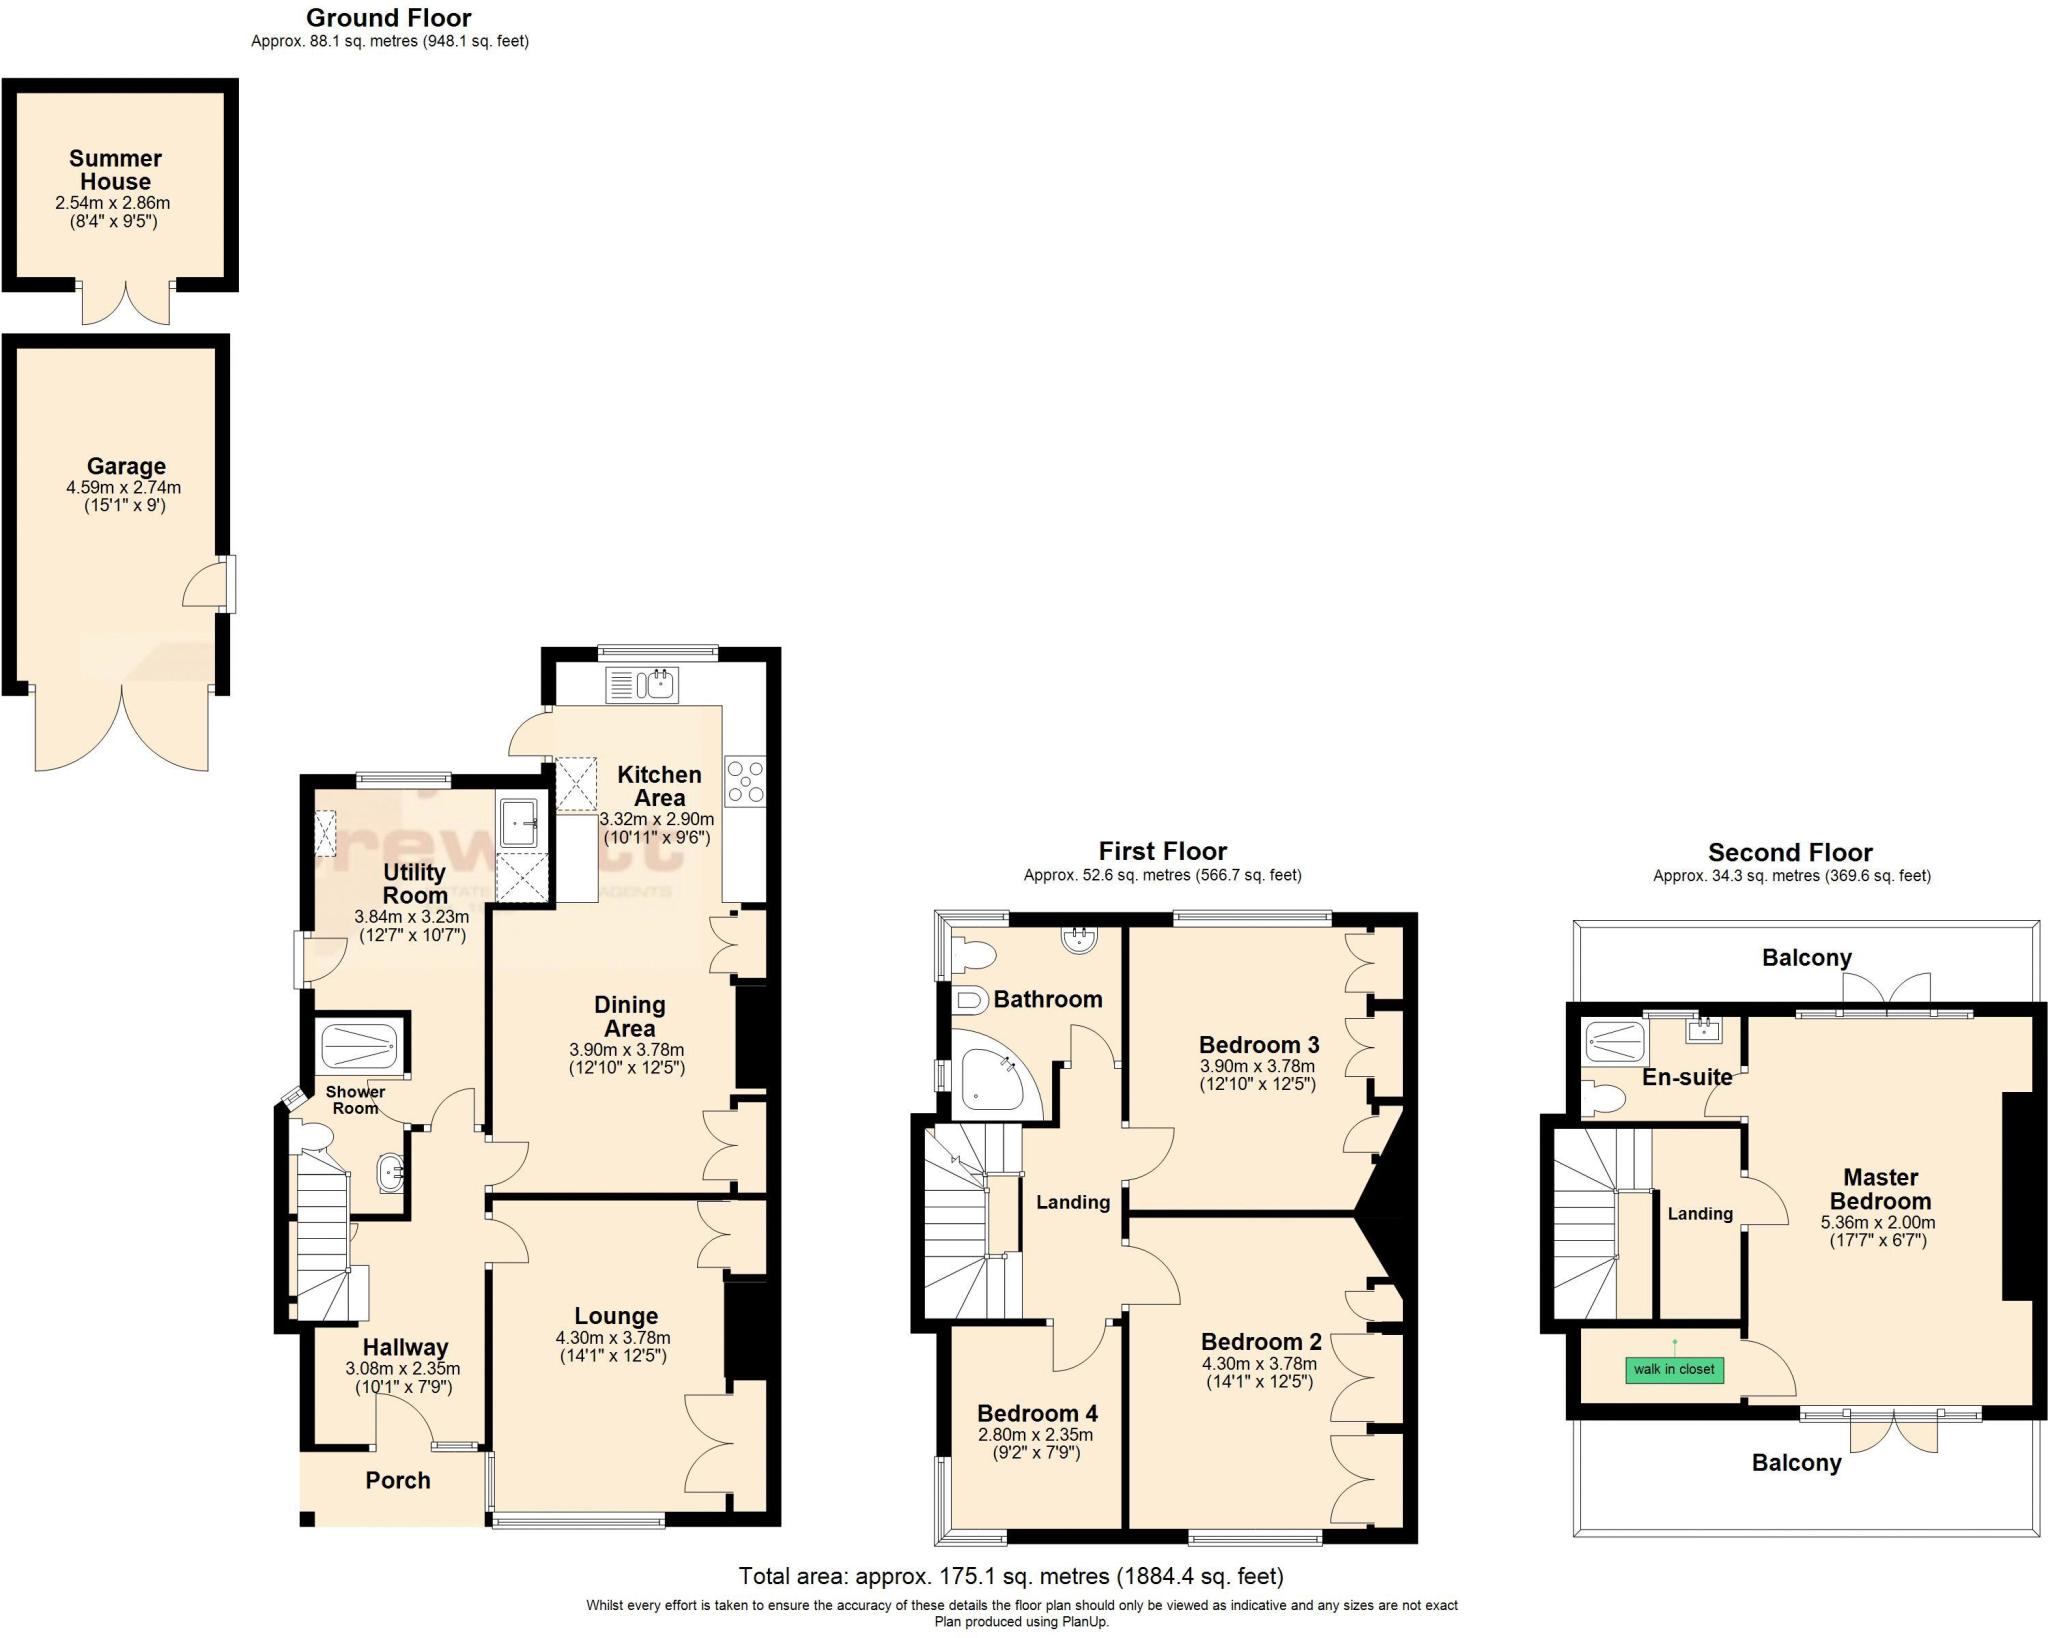 Ground Floor
Approx. 88.1 sq. metres (948.1 sq. feet)
Summer
House
2.54m x 2.86m
(8'4" x 9'5")
Garage
4.59m x 2.74m
(15'1" x 9')
Kitchen
Area
3.32m x 2.90m
(10'11" x 9'6")
Utility
Room
3.84m x 3.23m
(12'7" x 10'7")
AGENTS
Dining
Area
3.90m x 3.78m
(12'10" x 12'5")
Shower
Room
Lounge
4.30m x 3.78m
(14'1" x 12'5")
Hallway
3.08m x 2.35m
(10'1" x 7'9")
Porch
First Floor
Approx. 52.6 sq. metres (566.7 sq. feet)
Bathroom
Bedroom 3
3.90m x 3.78m
(12'10" x 12'5")
Landing
Bedroom 2
4.30m x 3.78m
(14'1" x 12'5")
Bedroom 4
2.80m x 2.35m
(9'2" x 7'9")
Second Floor
Approx. 34.3 sq. metres (369.6 sq. feet)
Balcony
En-suite
Master
Bedroom
5.36m x 2.00m
(17'7" x 6'7")
Landing
walk in closet
Balcony
Total area: approx. 175.1 sq. metres (1884.4 sq. feet)
Whilst every effort is taken to ensure the accuracy of these details the floor plan should only be viewed as indicative and any sizes are not exact
Plan produced using PlanUp.